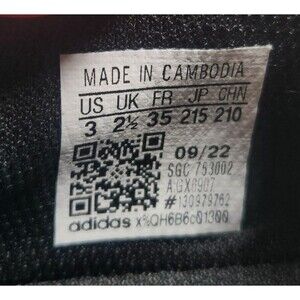 MADE IN CAMBODIA
US UK FR JP CHN
3 2½ 35 215 210
09/22
SGC 753002
#130979762
adidas